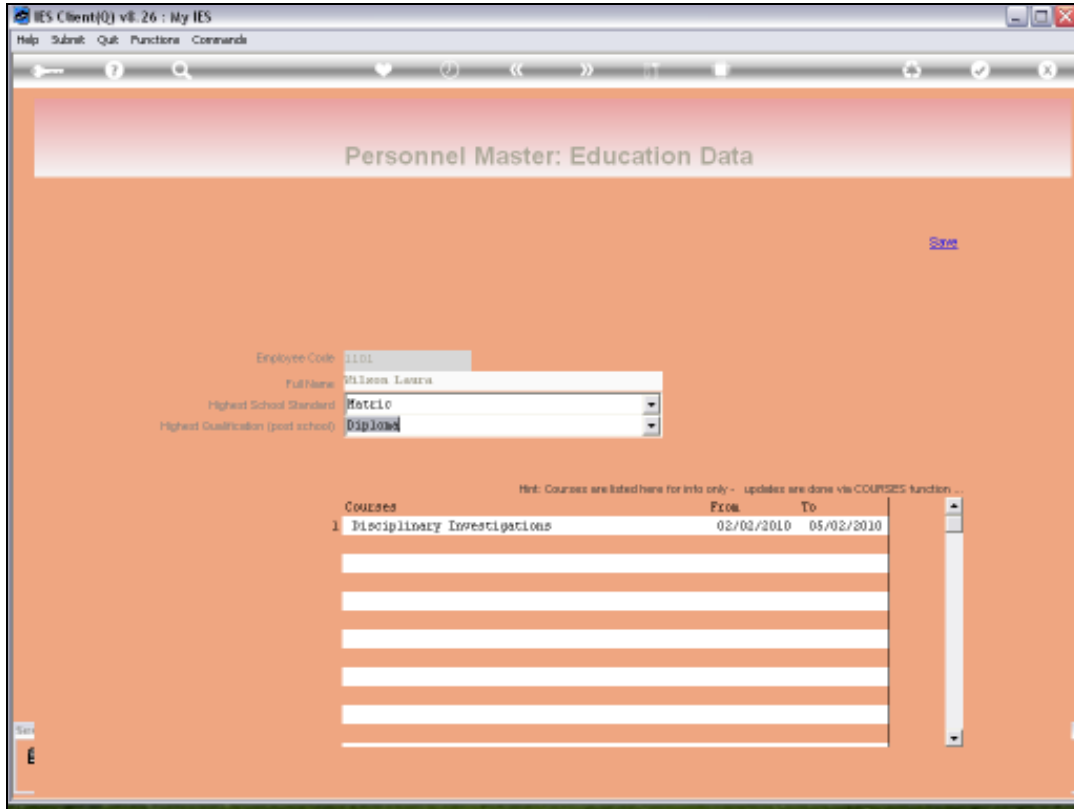 IES Client(Q) v8.26 : My IES
Help Submit Quit Functions Commands
Personnel Master: Education Data
Save
Employee Code 1101
Full Name Wilson Laura
Highest School Standard Matric
Highest Qualification (post school) Diploma
Hint: Courses are listed here for info only - updates are done via COURSES function ...
Courses From To
1 Disciplinary Investigations 02/02/2010 05/02/2010